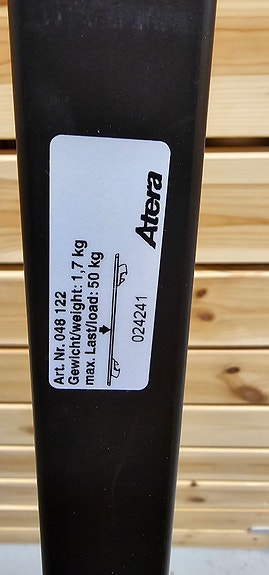 Art. Nr. 048 122
Gewicht/weight: 1,7 kg
max. Last/load: 50 kg
024241
Atera